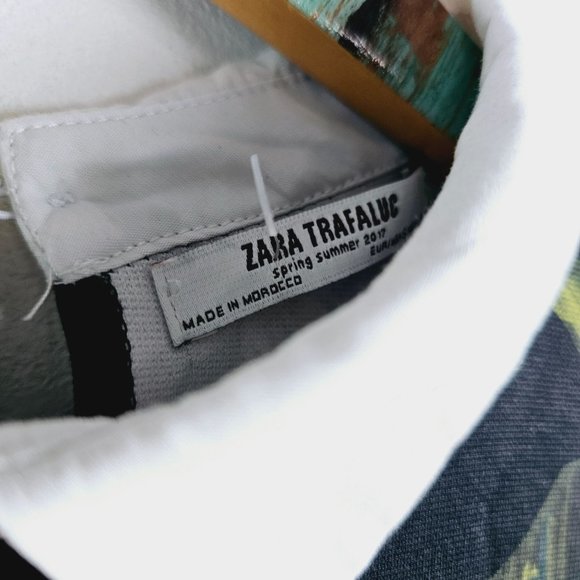 ZARA TRAFALUC
spring summer 2017
MADE IN MOROCCO